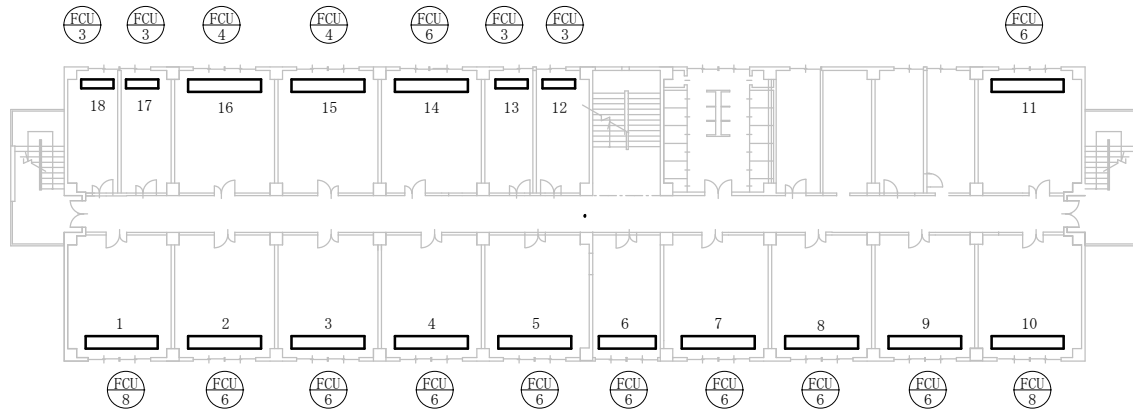 FCU FCU FCU FCU FCU FCU FCU FCU
3 3 4 4 6 3 3 6
18 17 16 15 14 13 12 11
1 2 3 4 5 6 7 8 9 10
FCU FCU FCU FCU FCU FCU FCU FCU FCU FCU
8 6 6 6 6 6 6 6 6 8